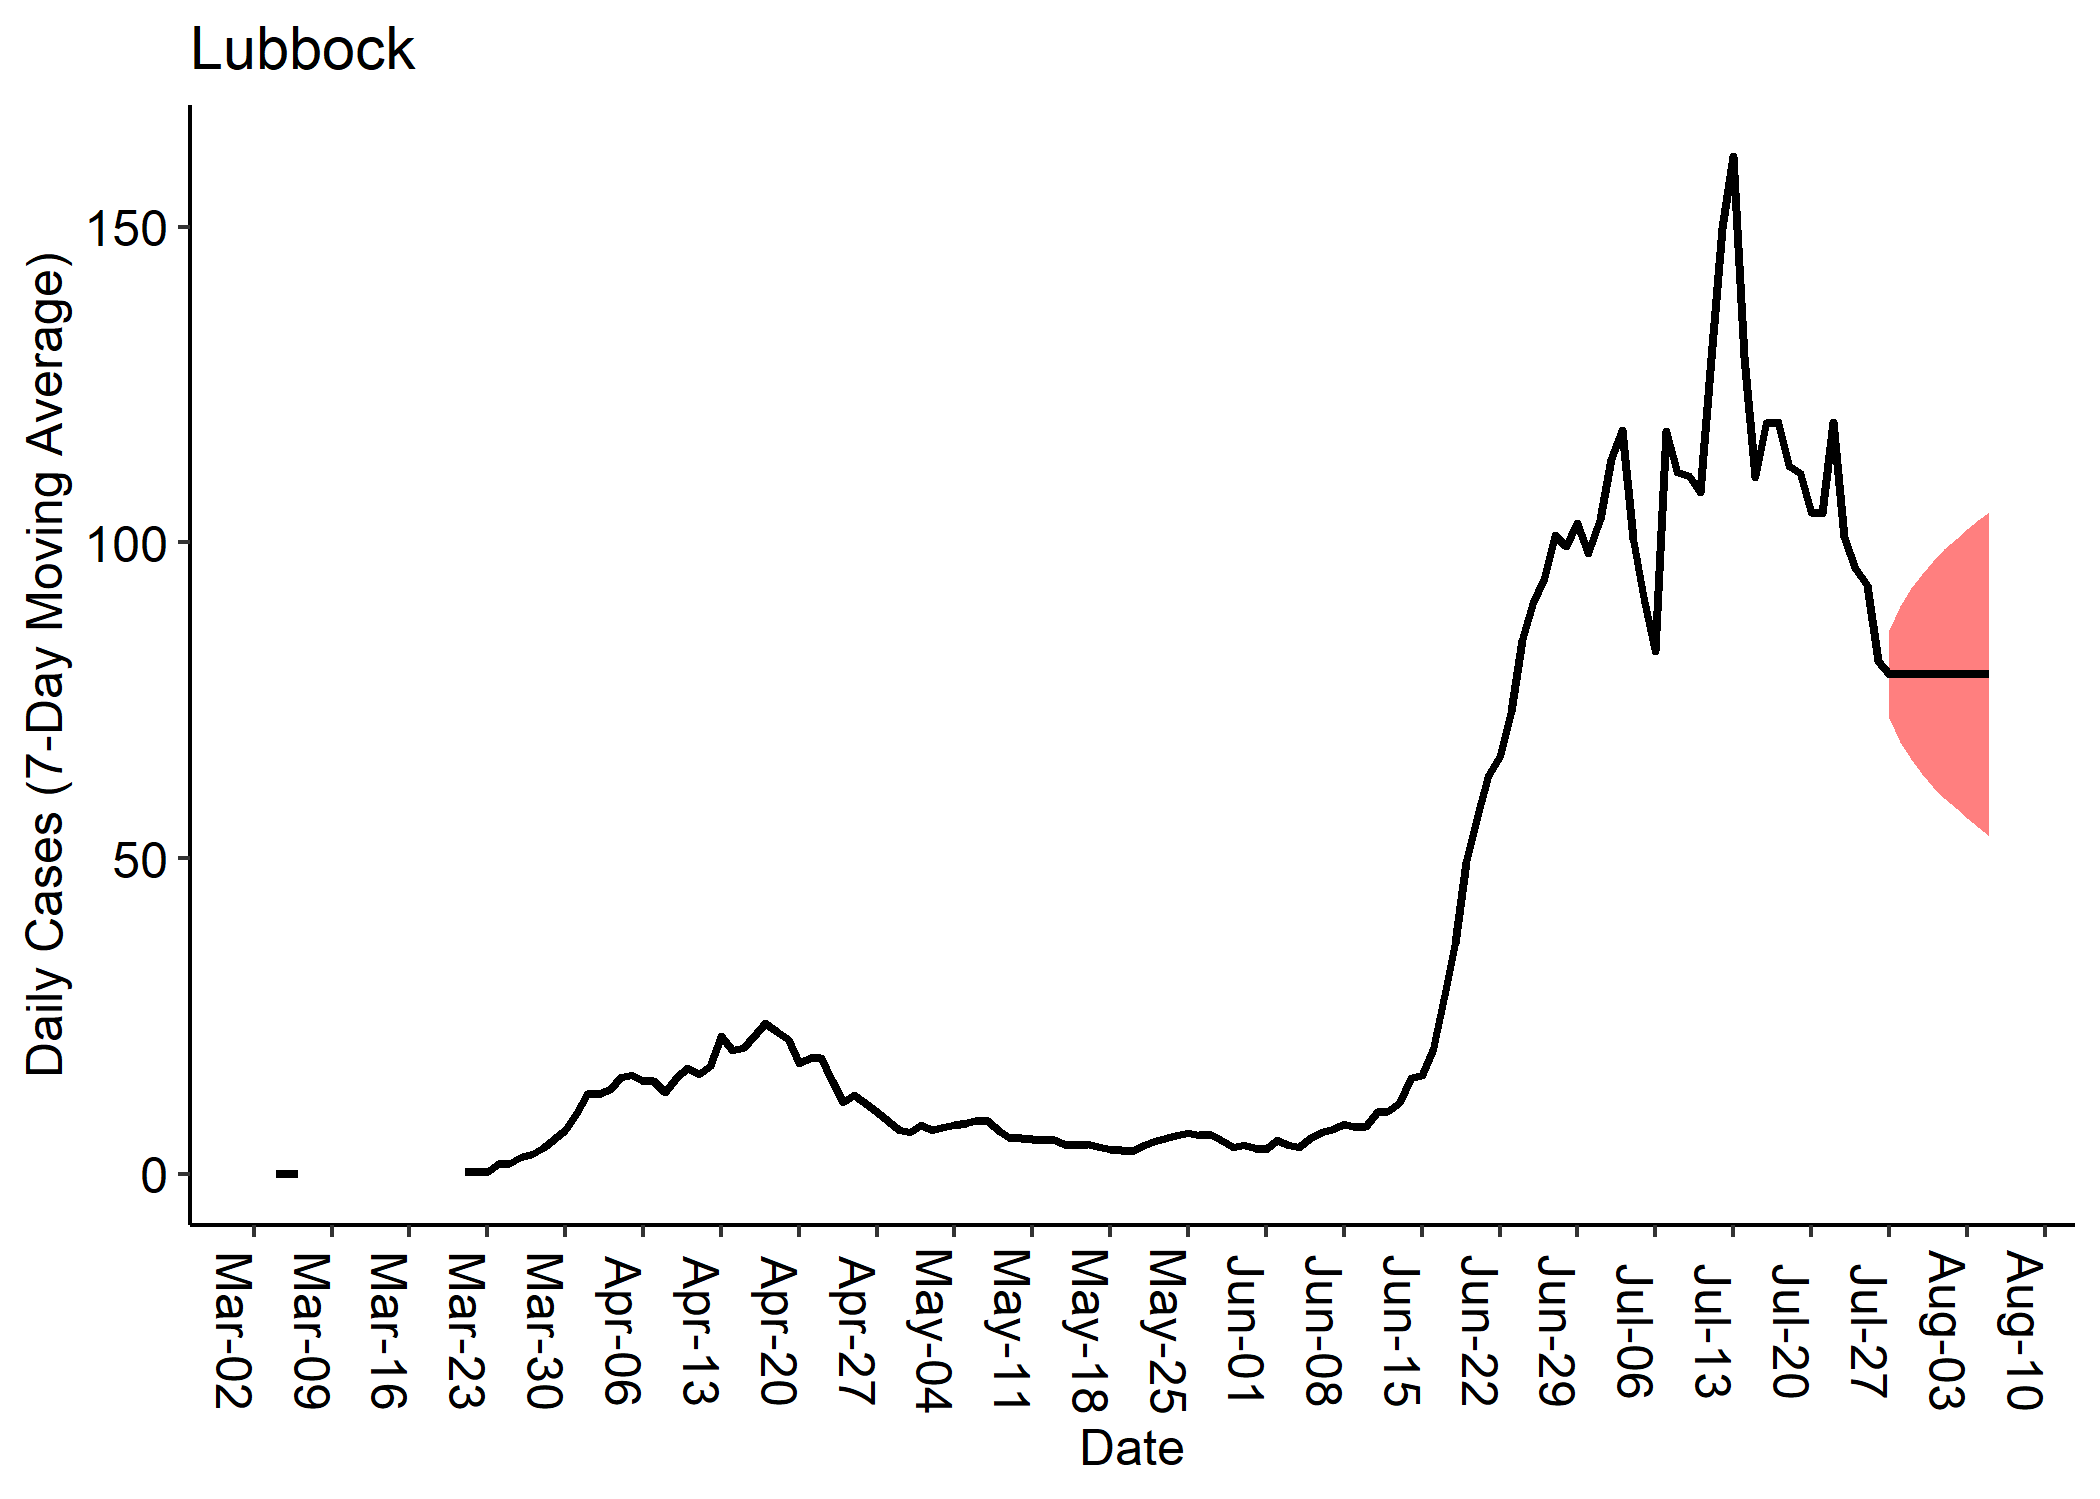 Lubbock
Daily Cases (7-Day Moving Average)
150
100
50
0
Mar-02
Mar-09
Mar-16
Mar-23
Mar-30
Apr-06
Apr-13
Apr-20
Apr-27
May-04
May-11
May-18
May-25
Jun-01
Jun-08
Jun-15
Jun-22
Jun-29
Jul-06
Jul-13
Jul-20
Jul-27
Aug-03
Aug-10
Date